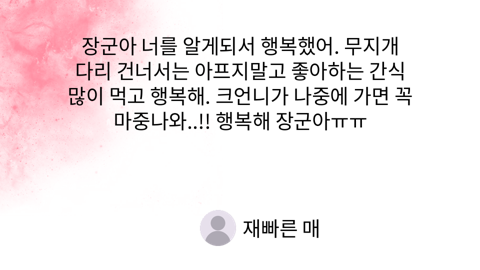 장군아 너를 알게되서 행복했어. 무지개
다리 건너서는 아프지말고 좋아하는 간식
많이 먹고 행복해. 크언니가 나중에 가면 꼭
마중나와..!! 행복해 장군아ㅠㅠ
재빠른 매